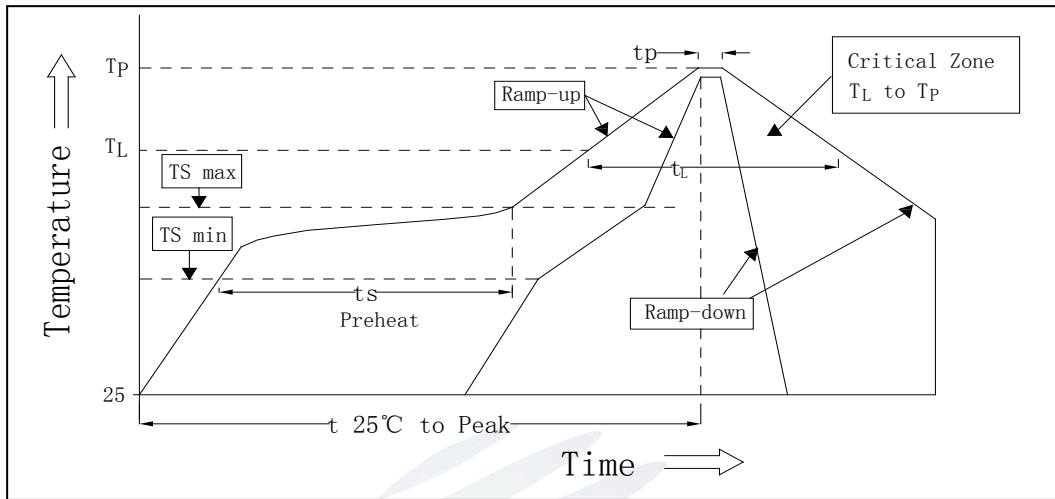 tp
Critical Zone
TL to TP
TP
Ramp-up
TL
TS max
tL
TS min
ts
Preheat
Ramp-down
Temperature
25
t 25℃ to Peak
Time